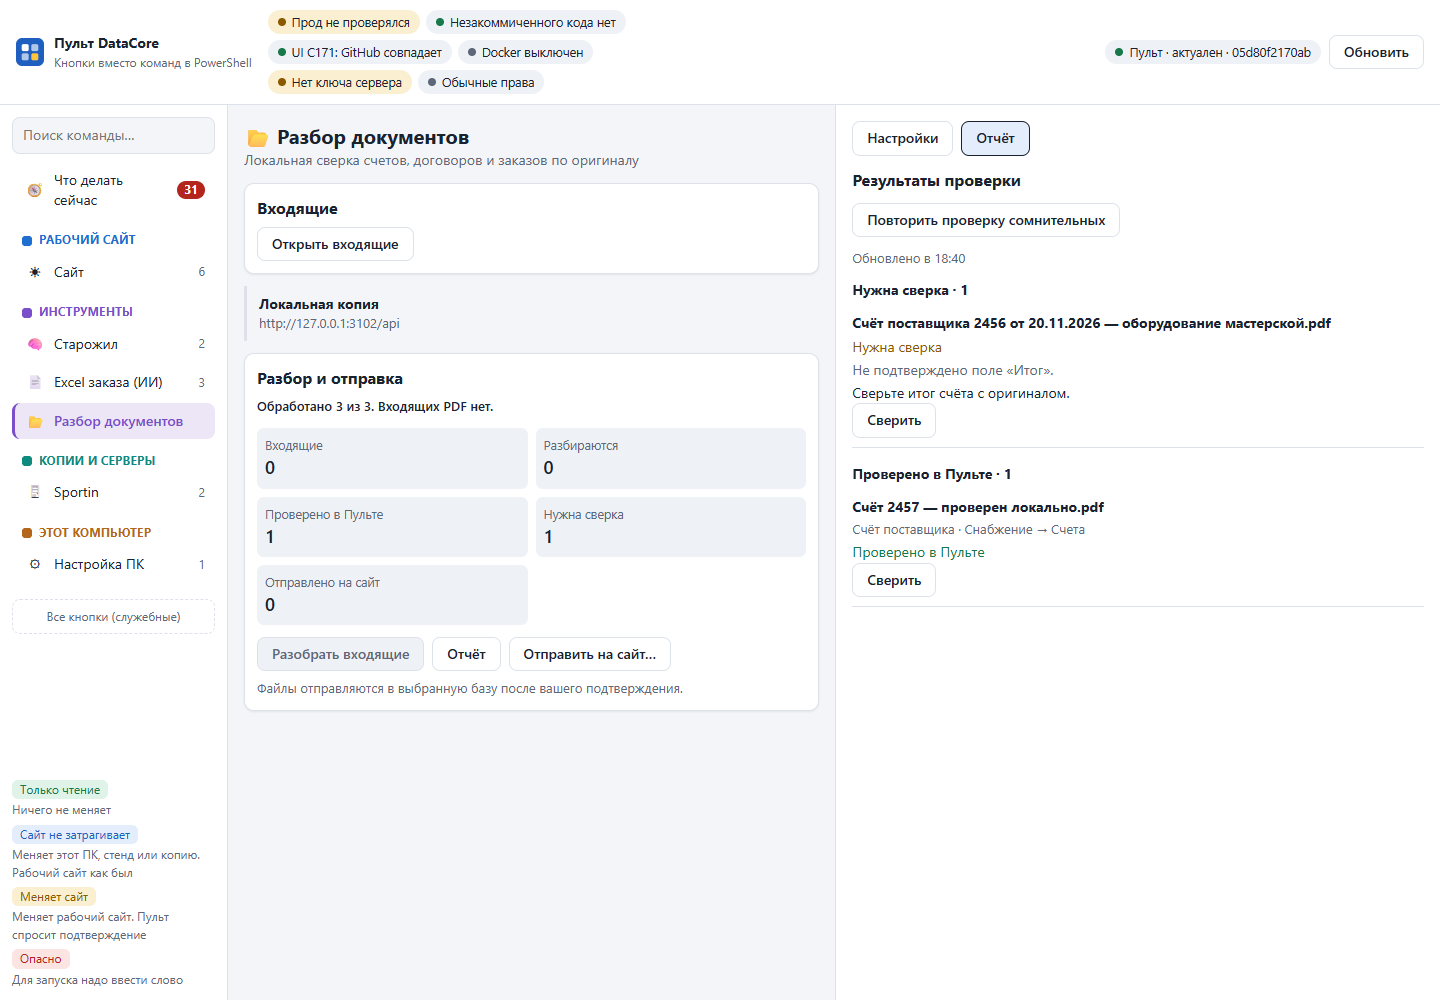 Пульт DataCore
Кнопки вместо команд в PowerShell
Прод не проверялся
Незакоммиченного кода нет
UI C171: GitHub совпадает
Docker выключен
Нет ключа сервера
Обычные права
Пульт · актуален · 05d80f2170ab
Обновить
Поиск команды...
Что делать
сейчас
31
РАБОЧИЙ САЙТ
Сайт
6
ИНСТРУМЕНТЫ
Старожил
2
Excel заказа (ИИ)
3
Разбор документов
КОПИИ И СЕРВЕРЫ
Sportin
2
ЭТОТ КОМПЬЮТЕР
Настройка ПК
1
Все кнопки (служебные)
Только чтение
Ничего не меняет
Сайт не затрагивает
Меняет этот ПК, стенд или копию.
Рабочий сайт как был
Меняет сайт
Меняет рабочий сайт. Пульт
спросит подтверждение
Опасно
Для запуска надо ввести слово
Разбор документов
Локальная сверка счетов, договоров и заказов по оригиналу
Входящие
Открыть входящие
Локальная копия
http://127.0.0.1:3102/api
Разбор и отправка
Обработано 3 из 3. Входящих PDF нет.
Входящие
0
Разбираются
0
Проверено в Пульте
1
Нужна сверка
1
Отправлено на сайт
0
Разобрать входящие
Отчёт
Отправить на сайт...
Файлы отправляются в выбранную базу после вашего подтверждения.
Настройки
Отчёт
Результаты проверки
Повторить проверку сомнительных
Обновлено в 18:40
Нужна сверка · 1
Счёт поставщика 2456 от 20.11.2026 — оборудование мастерской.pdf
Нужна сверка
Не подтверждено поле «Итог».
Сверьте итог счёта с оригиналом.
Сверить
Проверено в Пульте · 1
Счёт 2457 — проверен локально.pdf
Счёт поставщика · Снабжение → Счета
Проверено в Пульте
Сверить